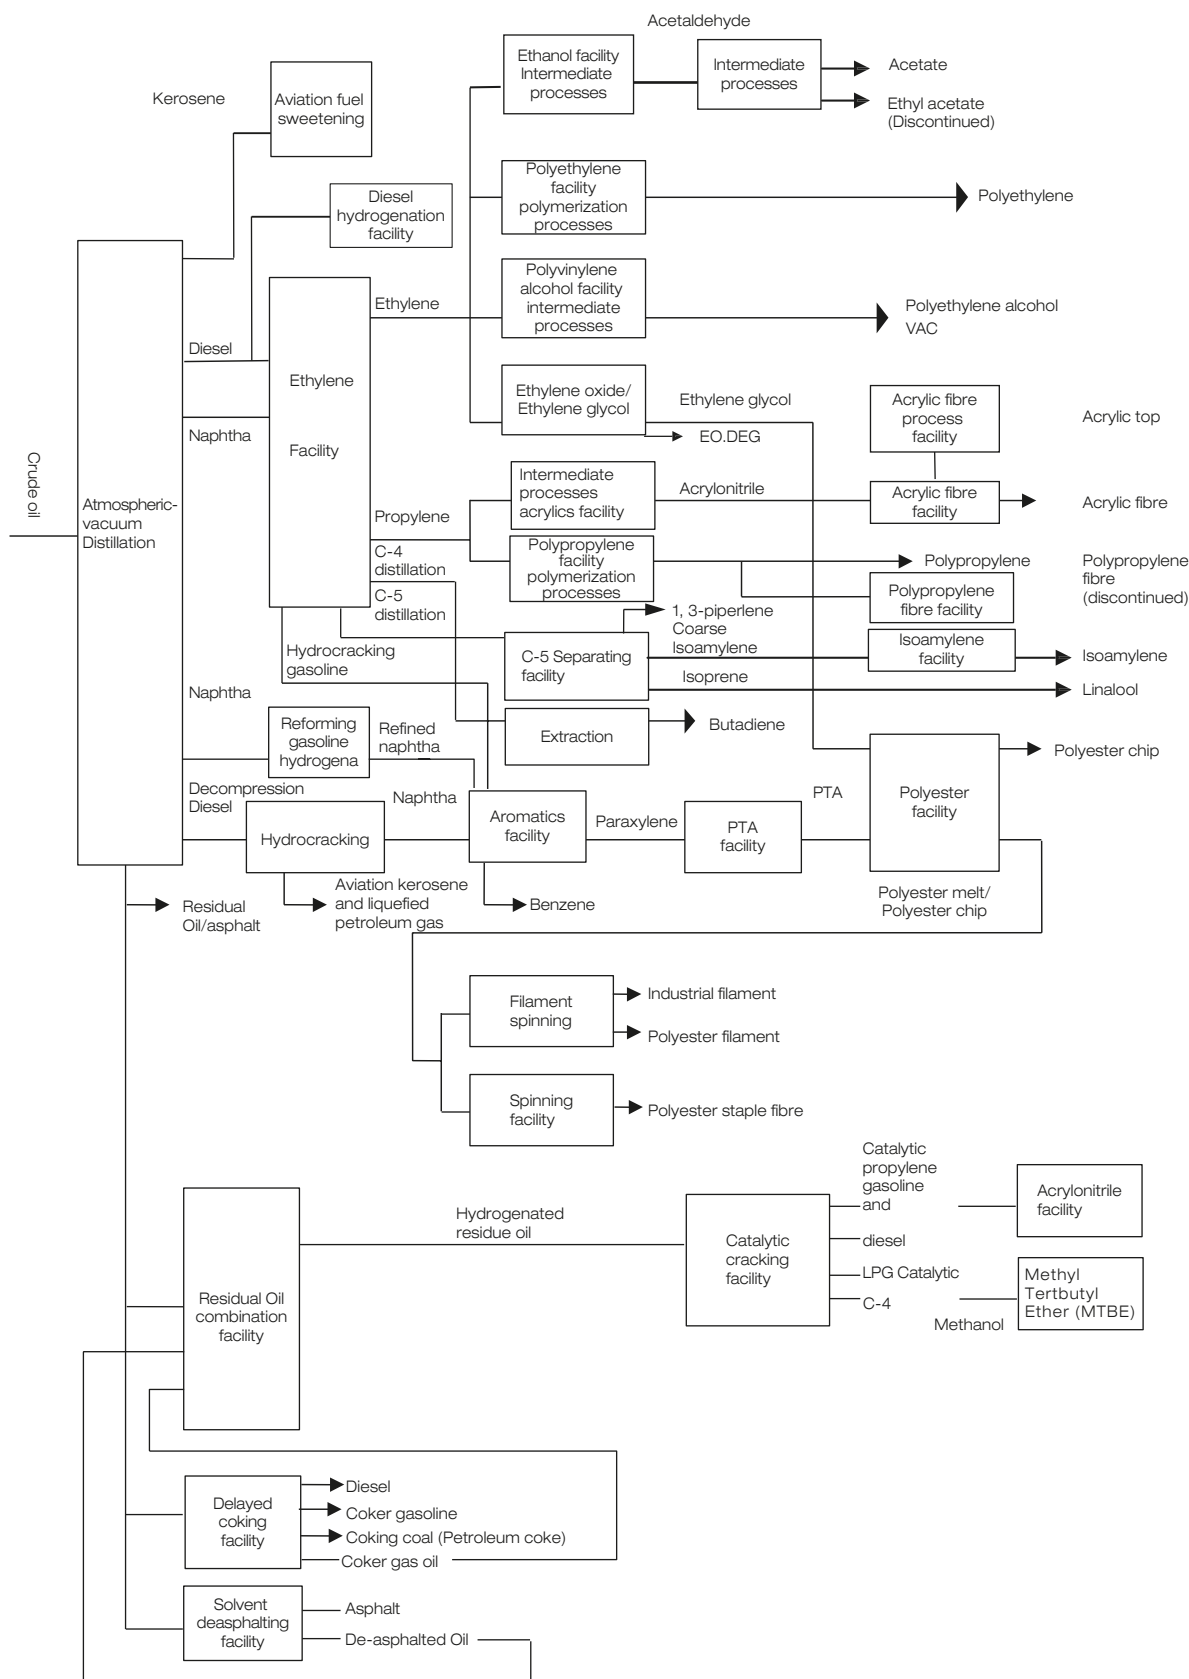 Acetaldehyde
Ethanol facility
Intermediate
processes
Intermediate
processes
Acetate
Ethyl acetate
(Discontinued)
Kerosene
Aviation fuel
sweetening
Polyethylene
facility
polymerization
processes
Polyethylene
Diesel
hydrogenation
facility
Polyvinylene
alcohol facility
intermediate
processes
Polyethylene alcohol
VAC
Ethylene
Diesel
Ethylene
Facility
Naphtha
Ethylene oxide/
Ethylene glycol
Ethylene glycol
EO.DEG
Acrylic fibre
process
facility
Acrylic top
Crude oil
Atmospheric-
vacuum
Distillation
Propylene
Intermediate
processes
acrylics facility
Acrylonitrile
Acrylic fibre
facility
Acrylic fibre
C-4
distillation
C-5
distillation
Polypropylene
facility
polymerization
processes
Polypropylene
Polypropylene
fibre facility
Polypropylene
fibre
(discontinued)
Hydrocracking
gasoline
C-5 Separating
facility
1, 3-piperlene
Coarse
Isoamylene
Isoamylene
facility
Isoamylene
Isoprene
Linalool
Naphtha
Reforming
gasoline
hydrogena
Refined
naphtha
Extraction
Butadiene
Polyester chip
Decompression
Diesel
Hydrocracking
Naphtha
Aromatics
facility
Paraxylene
PTA
facility
PTA
Polyester
facility
Residual
Oil/asphalt
Aviation kerosene
and liquefied
petroleum gas
Benzene
Polyester melt/
Polyester chip
Filament
spinning
Industrial filament
Polyester filament
Spinning
facility
Polyester staple fibre
Residual Oil
combination
facility
Hydrogenated
residue oil
Catalytic
cracking
facility
Catalytic
propylene
gasoline
and
diesel
LPG Catalytic
C-4
Acrylonitrile
facility
Methanol
Methyl
Tertbutyl
Ether (MTBE)
Delayed
coking
facility
Diesel
Coker gasoline
Coking coal (Petroleum coke)
Coker gas oil
Solvent
deasphalting
facility
Asphalt
De-asphalted Oil